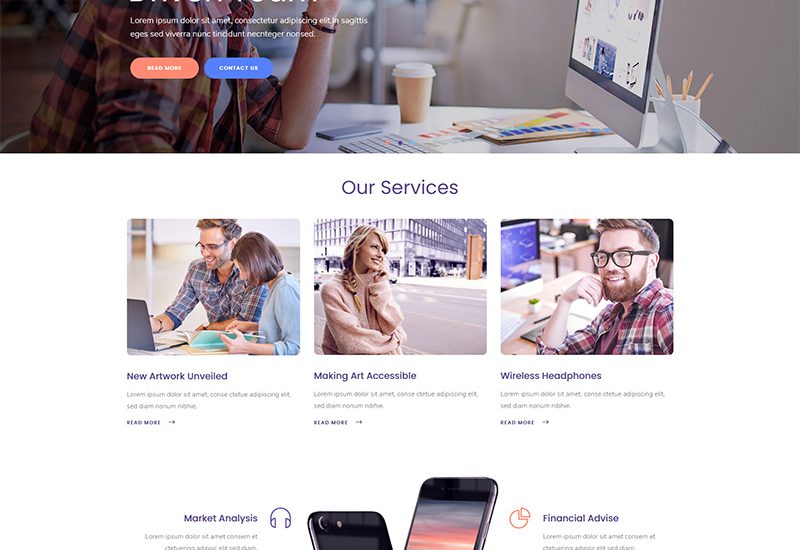 Lorem ipsum dolor sit amet, consectetur adipiscing elit.In sagittis
eges sed viverra nunc tincidunt necnteger nonsed.
READ MORE
CONTACT US
Our Services
New Artwork Unveiled
Lorem ipsum dolor sit amet, conse ctetue adipiscing elit,
sed diam nonum nibhie.
READ MORE
Making Art Accessible
Lorem ipsum dolor sit amet, conse ctetue adipiscing elit,
sed diam nonum nibhie.
READ MORE
Wireless Headphones
Lorem ipsum dolor sit amet, conse ctetue adipiscing elit,
sed diam nonum nibhie.
READ MORE
Market Analysis
Lorem ipsum dolor sit amet, conse
ctetuering adipisc elit sed diam
Financial Advise
Lorem ipsum dolor sit amet, conse
ctetuering adipisc elit sed diam